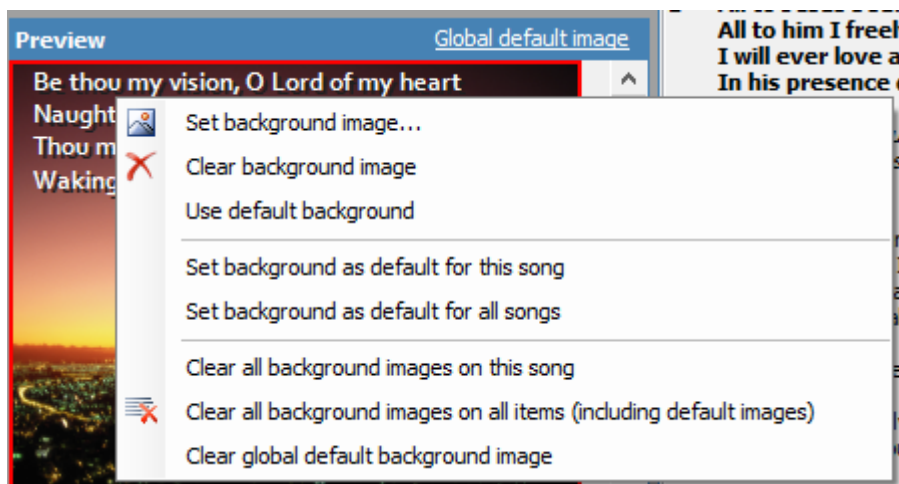 Preview
Global default image
Be thou my vision, O Lord of my heart
Naught
Thou m
Waking
Set background image...
Clear background image
Use default background
Set background as default for this song
Set background as default for all songs
Clear all background images on this song
Clear all background images on all items (including default images)
Clear global default background image
All to him I free
I will ever love a
In his presence